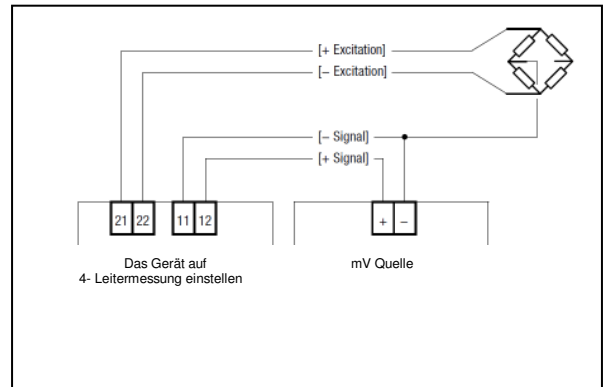 [+ Excitation]
[– Excitation]
[– Signal]
[+ Signal]
21 22 11 12 + –
Das Gerät auf
4- Leitermessung einstellen
mV Quelle